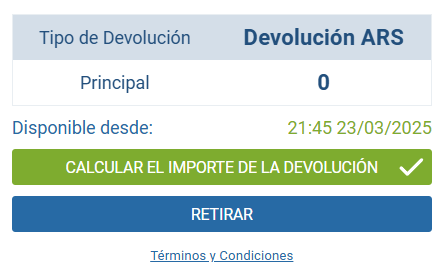 Tipo de Devolución Devolución ARS
Principal 0
Disponible desde: 21:45 23/03/2025
CALCULAR EL IMPORTE DE LA DEVOLUCIÓN
RETIRAR
Términos y Condiciones